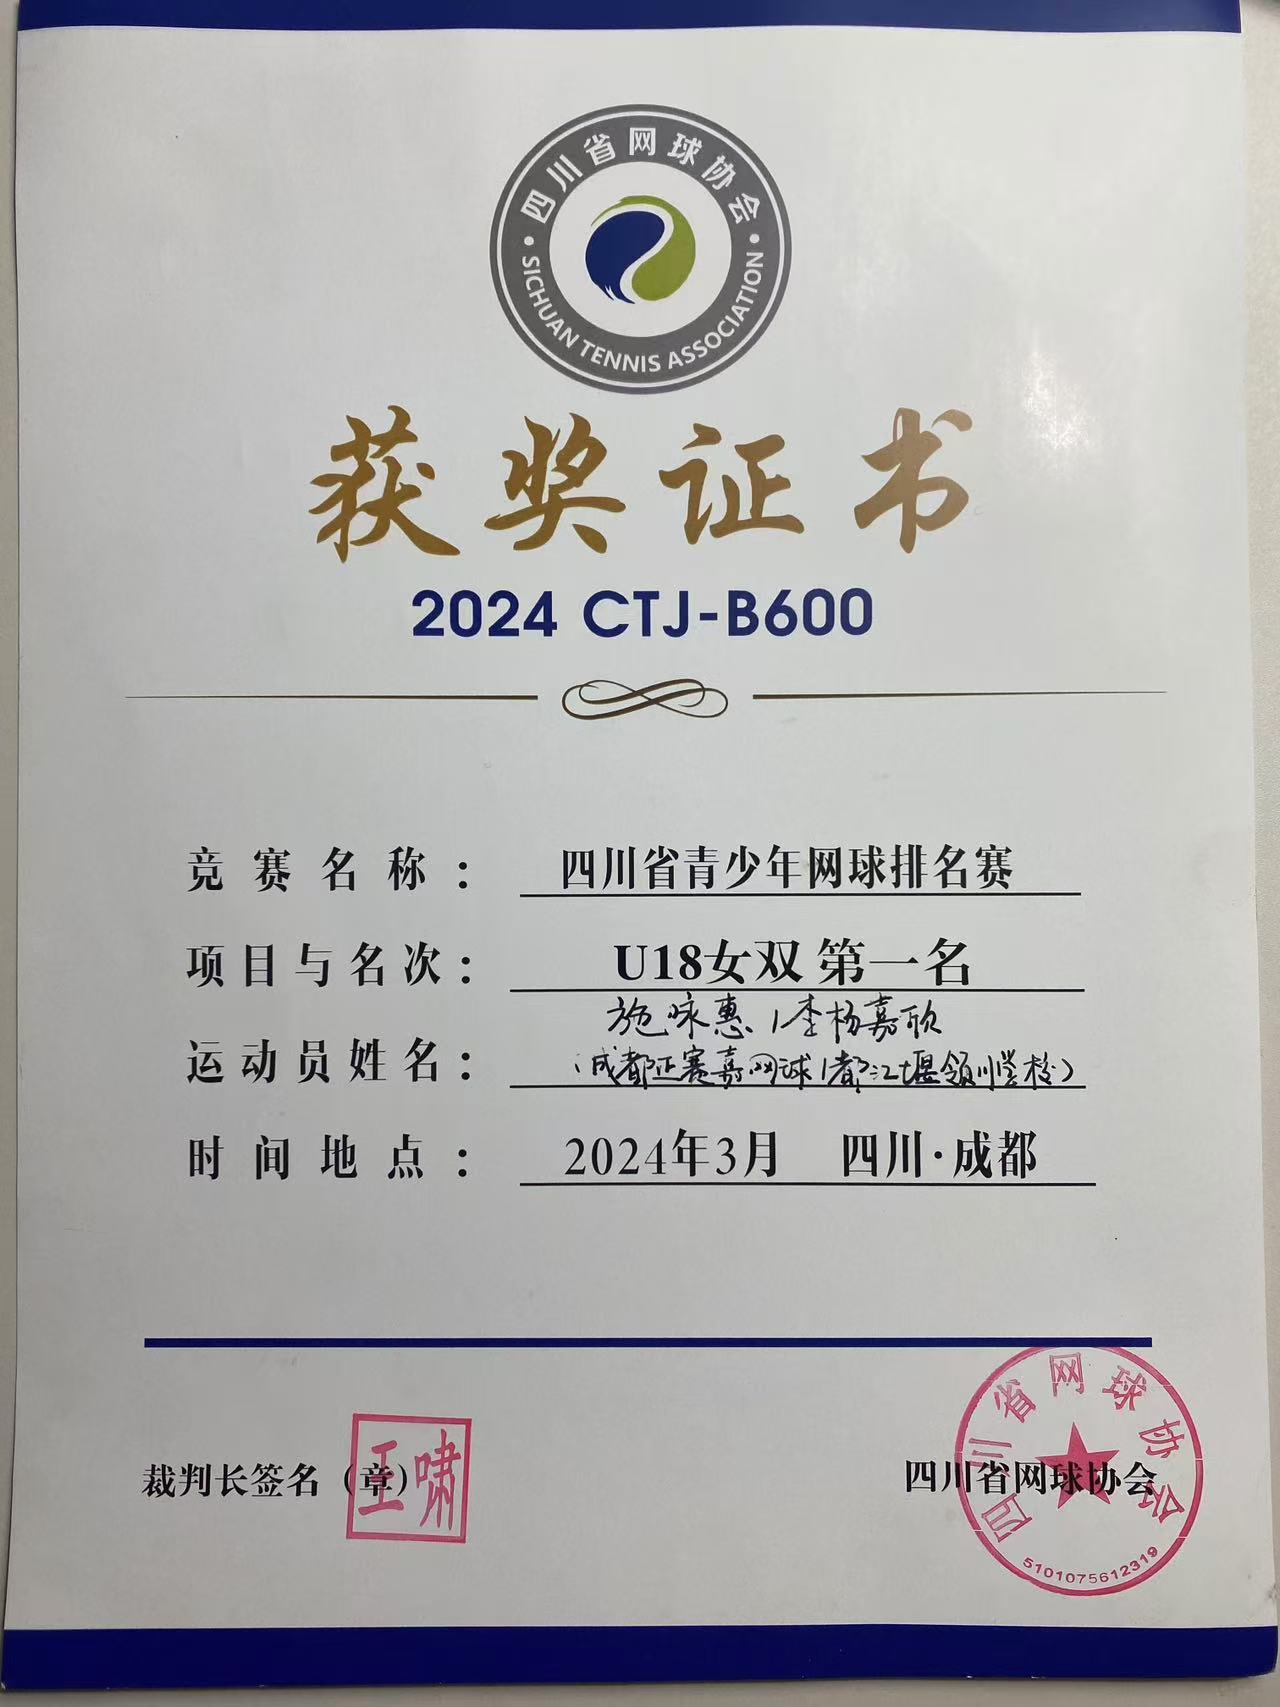 四川省网球协会
SICHUAN TENNIS ASSOCIATION
获奖证书
2024 CTJ-B600
竞赛名称： 四川省青少年网球排名赛
项目与名次： U18女双 第一名
施咏惠/李杨嘉欣
运动员姓名： （成都匹赛嘉网球/都江堰领川学校）
时间地点： 2024年3月 四川·成都
裁判长签名（章）
王啸
四川省网球协会
四川省网球协会
5101075612319